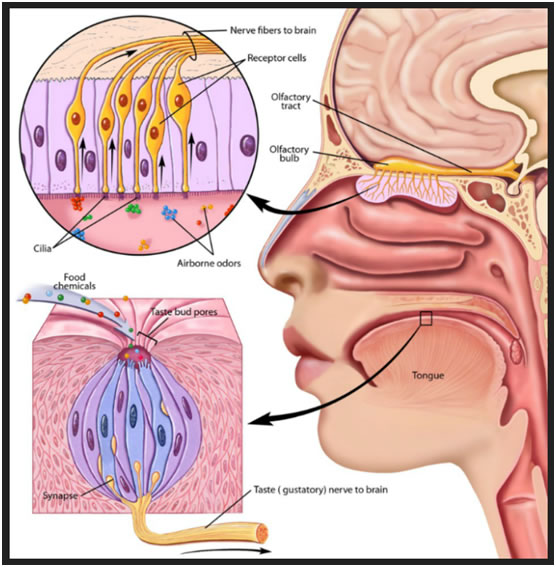 Nerve fibers to brain
Receptor cells
Olfactory
tract
Olfactory
bulb
Cilia
Airborne odors
Food
chemicals
Taste bud pores
Tongue
Synapse
Taste ( gustatory) nerve to brain